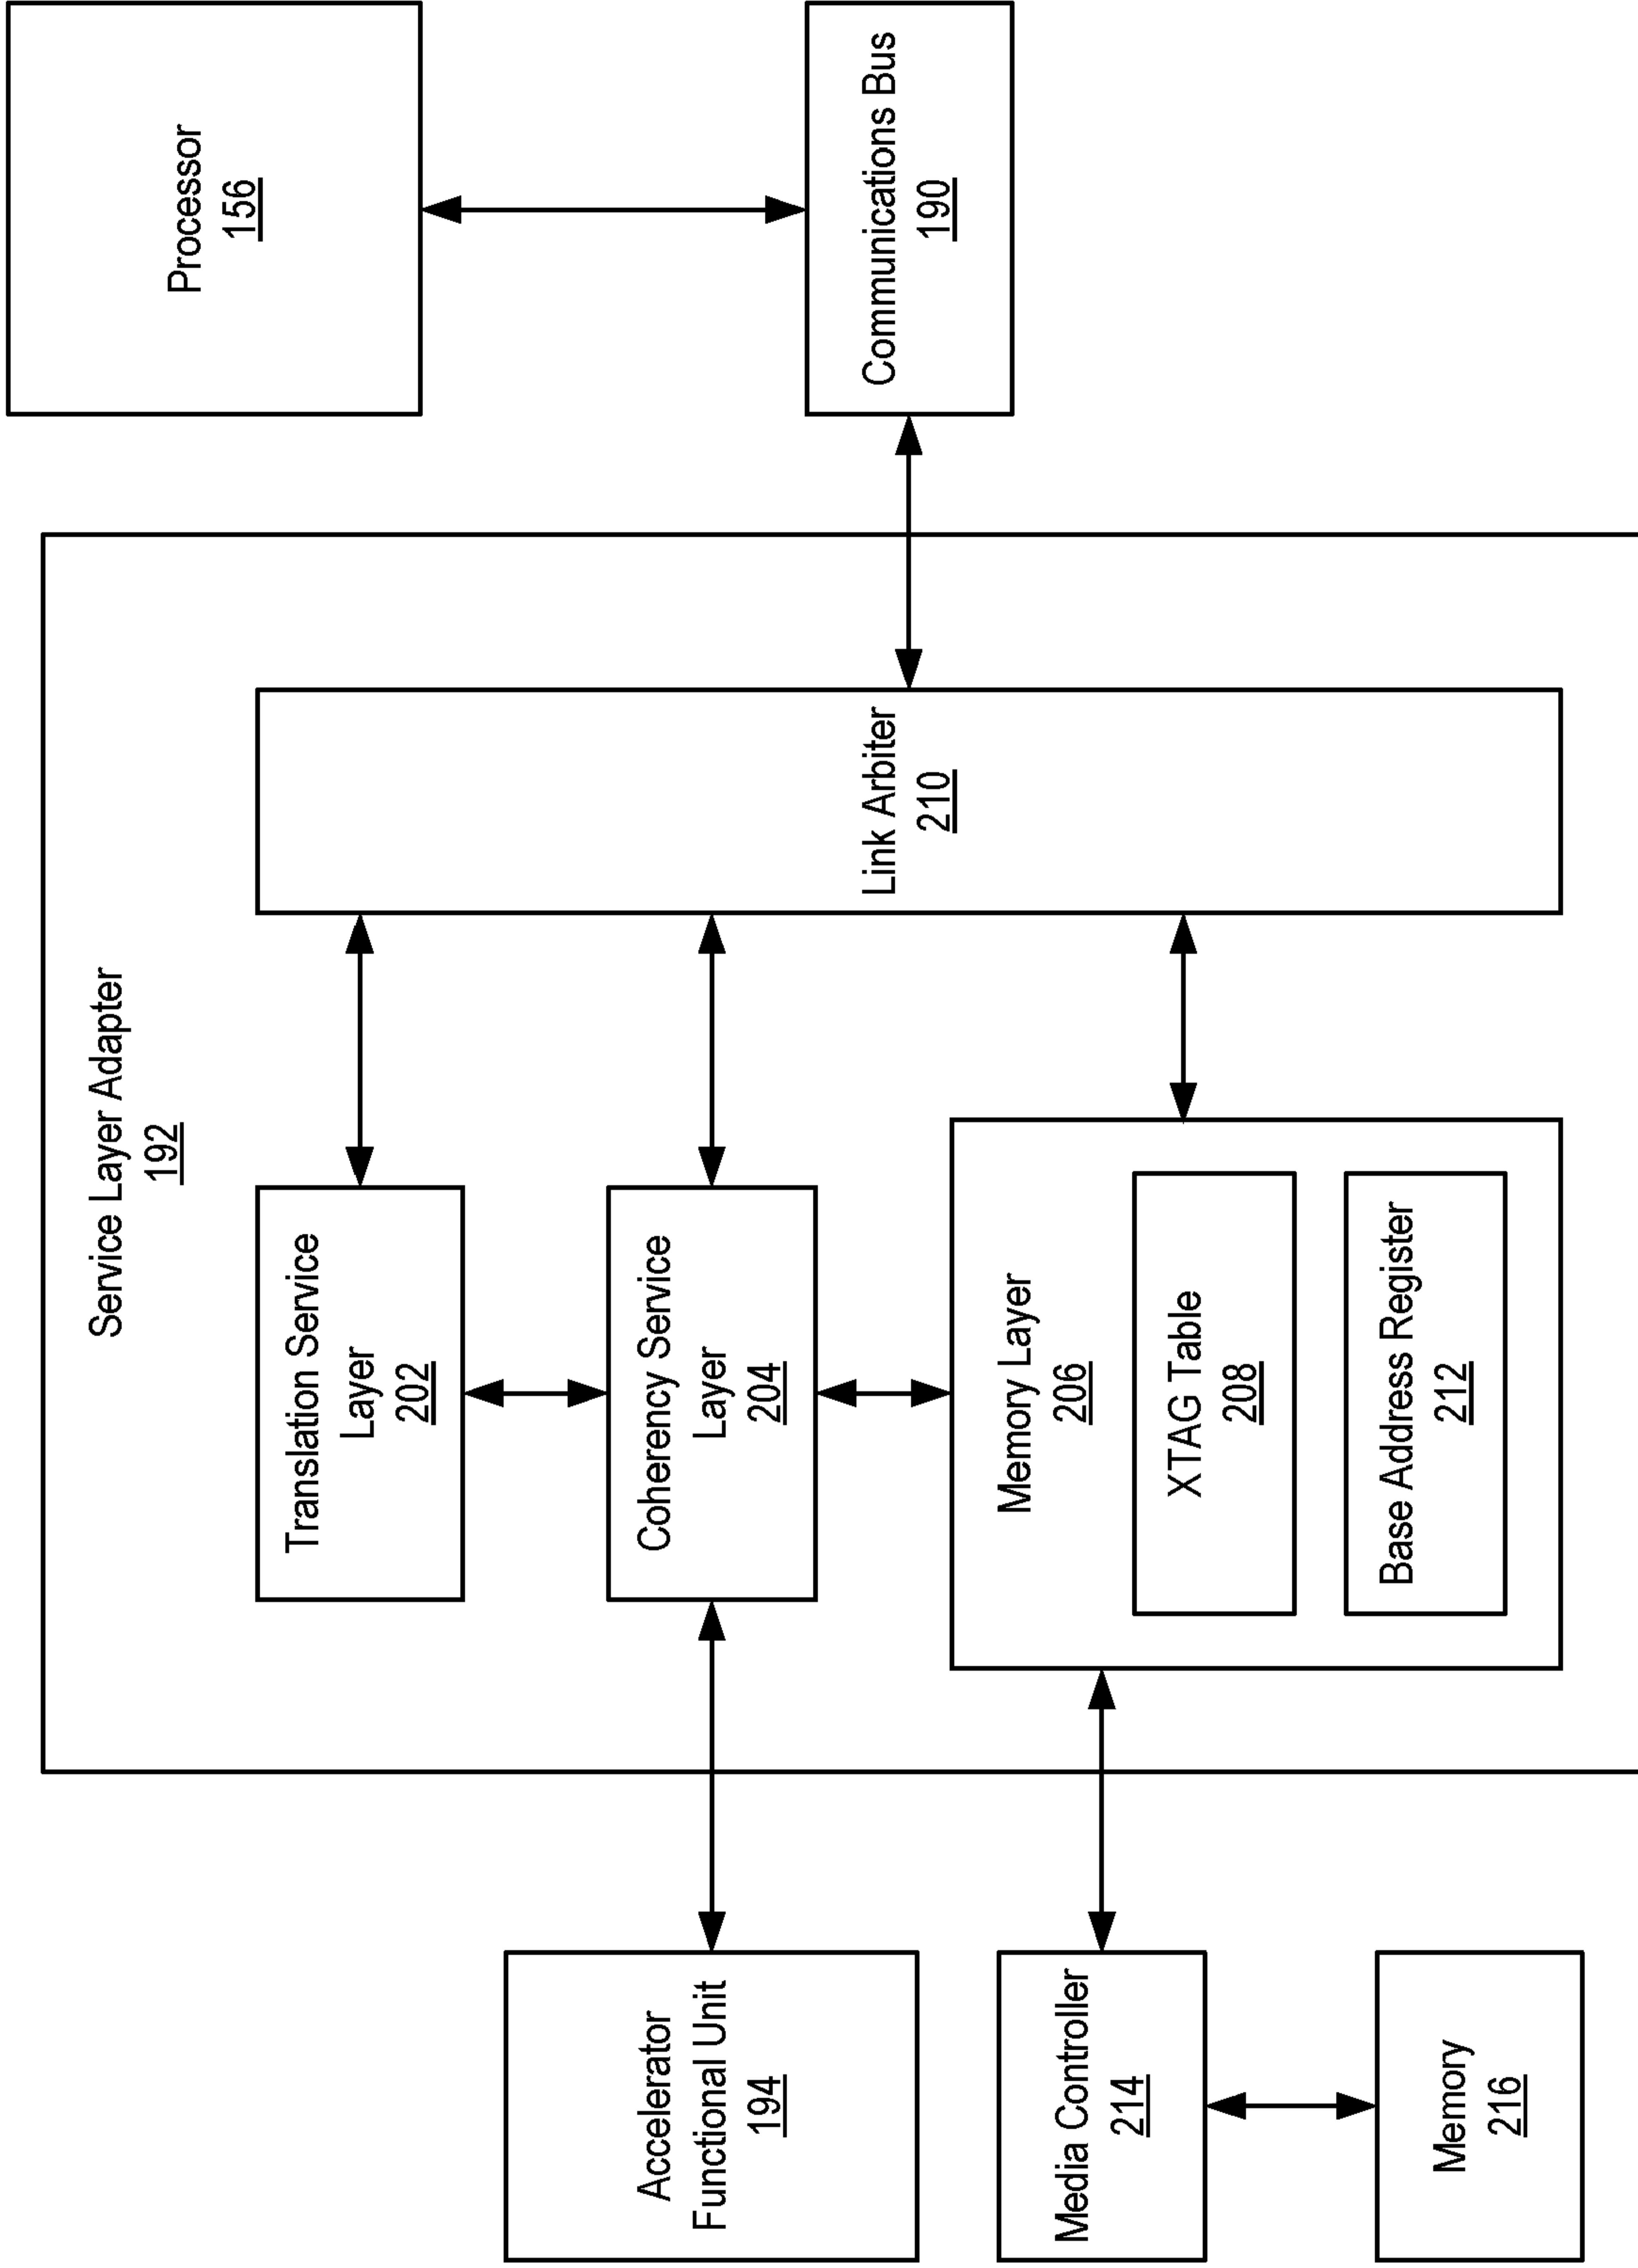 Service Layer Adapter
192
Accelerator
Functional Unit
194
Translation Service
Layer
202
Coherency Service
Layer
204
Memory Layer
206
XTAG Table
208
Base Address Register
212
Link Arbiter
210
Processor
156
Communications Bus
190
Media Controller
214
Memory
216